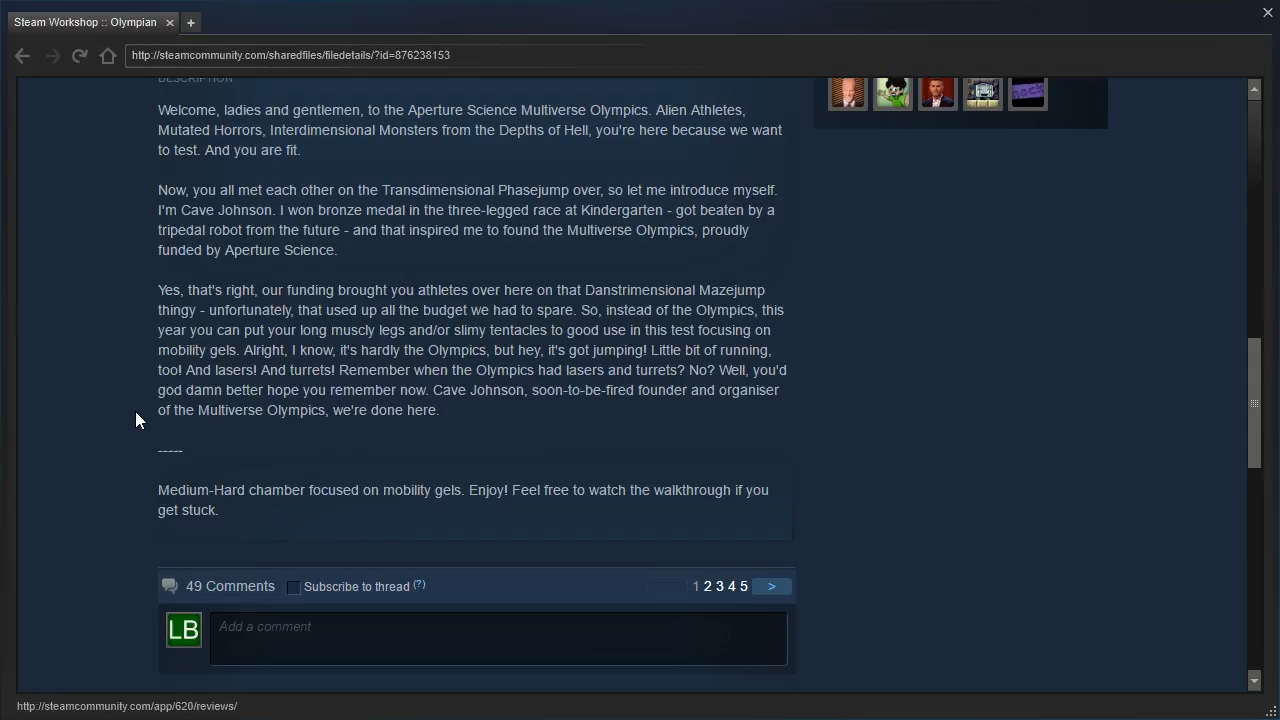 Steam Workshop :: Olympian
http://steamcommunity.com/sharedfiles/filedetails/?id=876238153
DESCRIPTION
Welcome, ladies and gentlemen, to the Aperture Science Multiverse Olympics. Alien Athletes,
Mutated Horrors, Interdimensional Monsters from the Depths of Hell, you're here because we want
to test. And you are fit.
Now, you all met each other on the Transdimensional Phasejump over, so let me introduce myself.
I'm Cave Johnson. I won bronze medal in the three-legged race at Kindergarten - got beaten by a
tripedal robot from the future - and that inspired me to found the Multiverse Olympics, proudly
funded by Aperture Science.
Yes, that's right, our funding brought you athletes over here on that Danstrimensional Mazejump
thingy - unfortunately, that used up all the budget we had to spare. So, instead of the Olympics, this
year you can put your long muscly legs and/or slimy tentacles to good use in this test focusing on
mobility gels. Alright, I know, it's hardly the Olympics, but hey, it's got jumping! Little bit of running,
too! And lasers! And turrets! Remember when the Olympics had lasers and turrets? No? Well, you'd
god damn better hope you remember now. Cave Johnson, soon-to-be-fired founder and organiser
of the Multiverse Olympics, we're done here.
-----
Medium-Hard chamber focused on mobility gels. Enjoy! Feel free to watch the walkthrough if you
get stuck.
49 Comments Subscribe to thread (?) 1 2 3 4 5 >
LB Add a comment
http://steamcommunity.com/app/620/reviews/